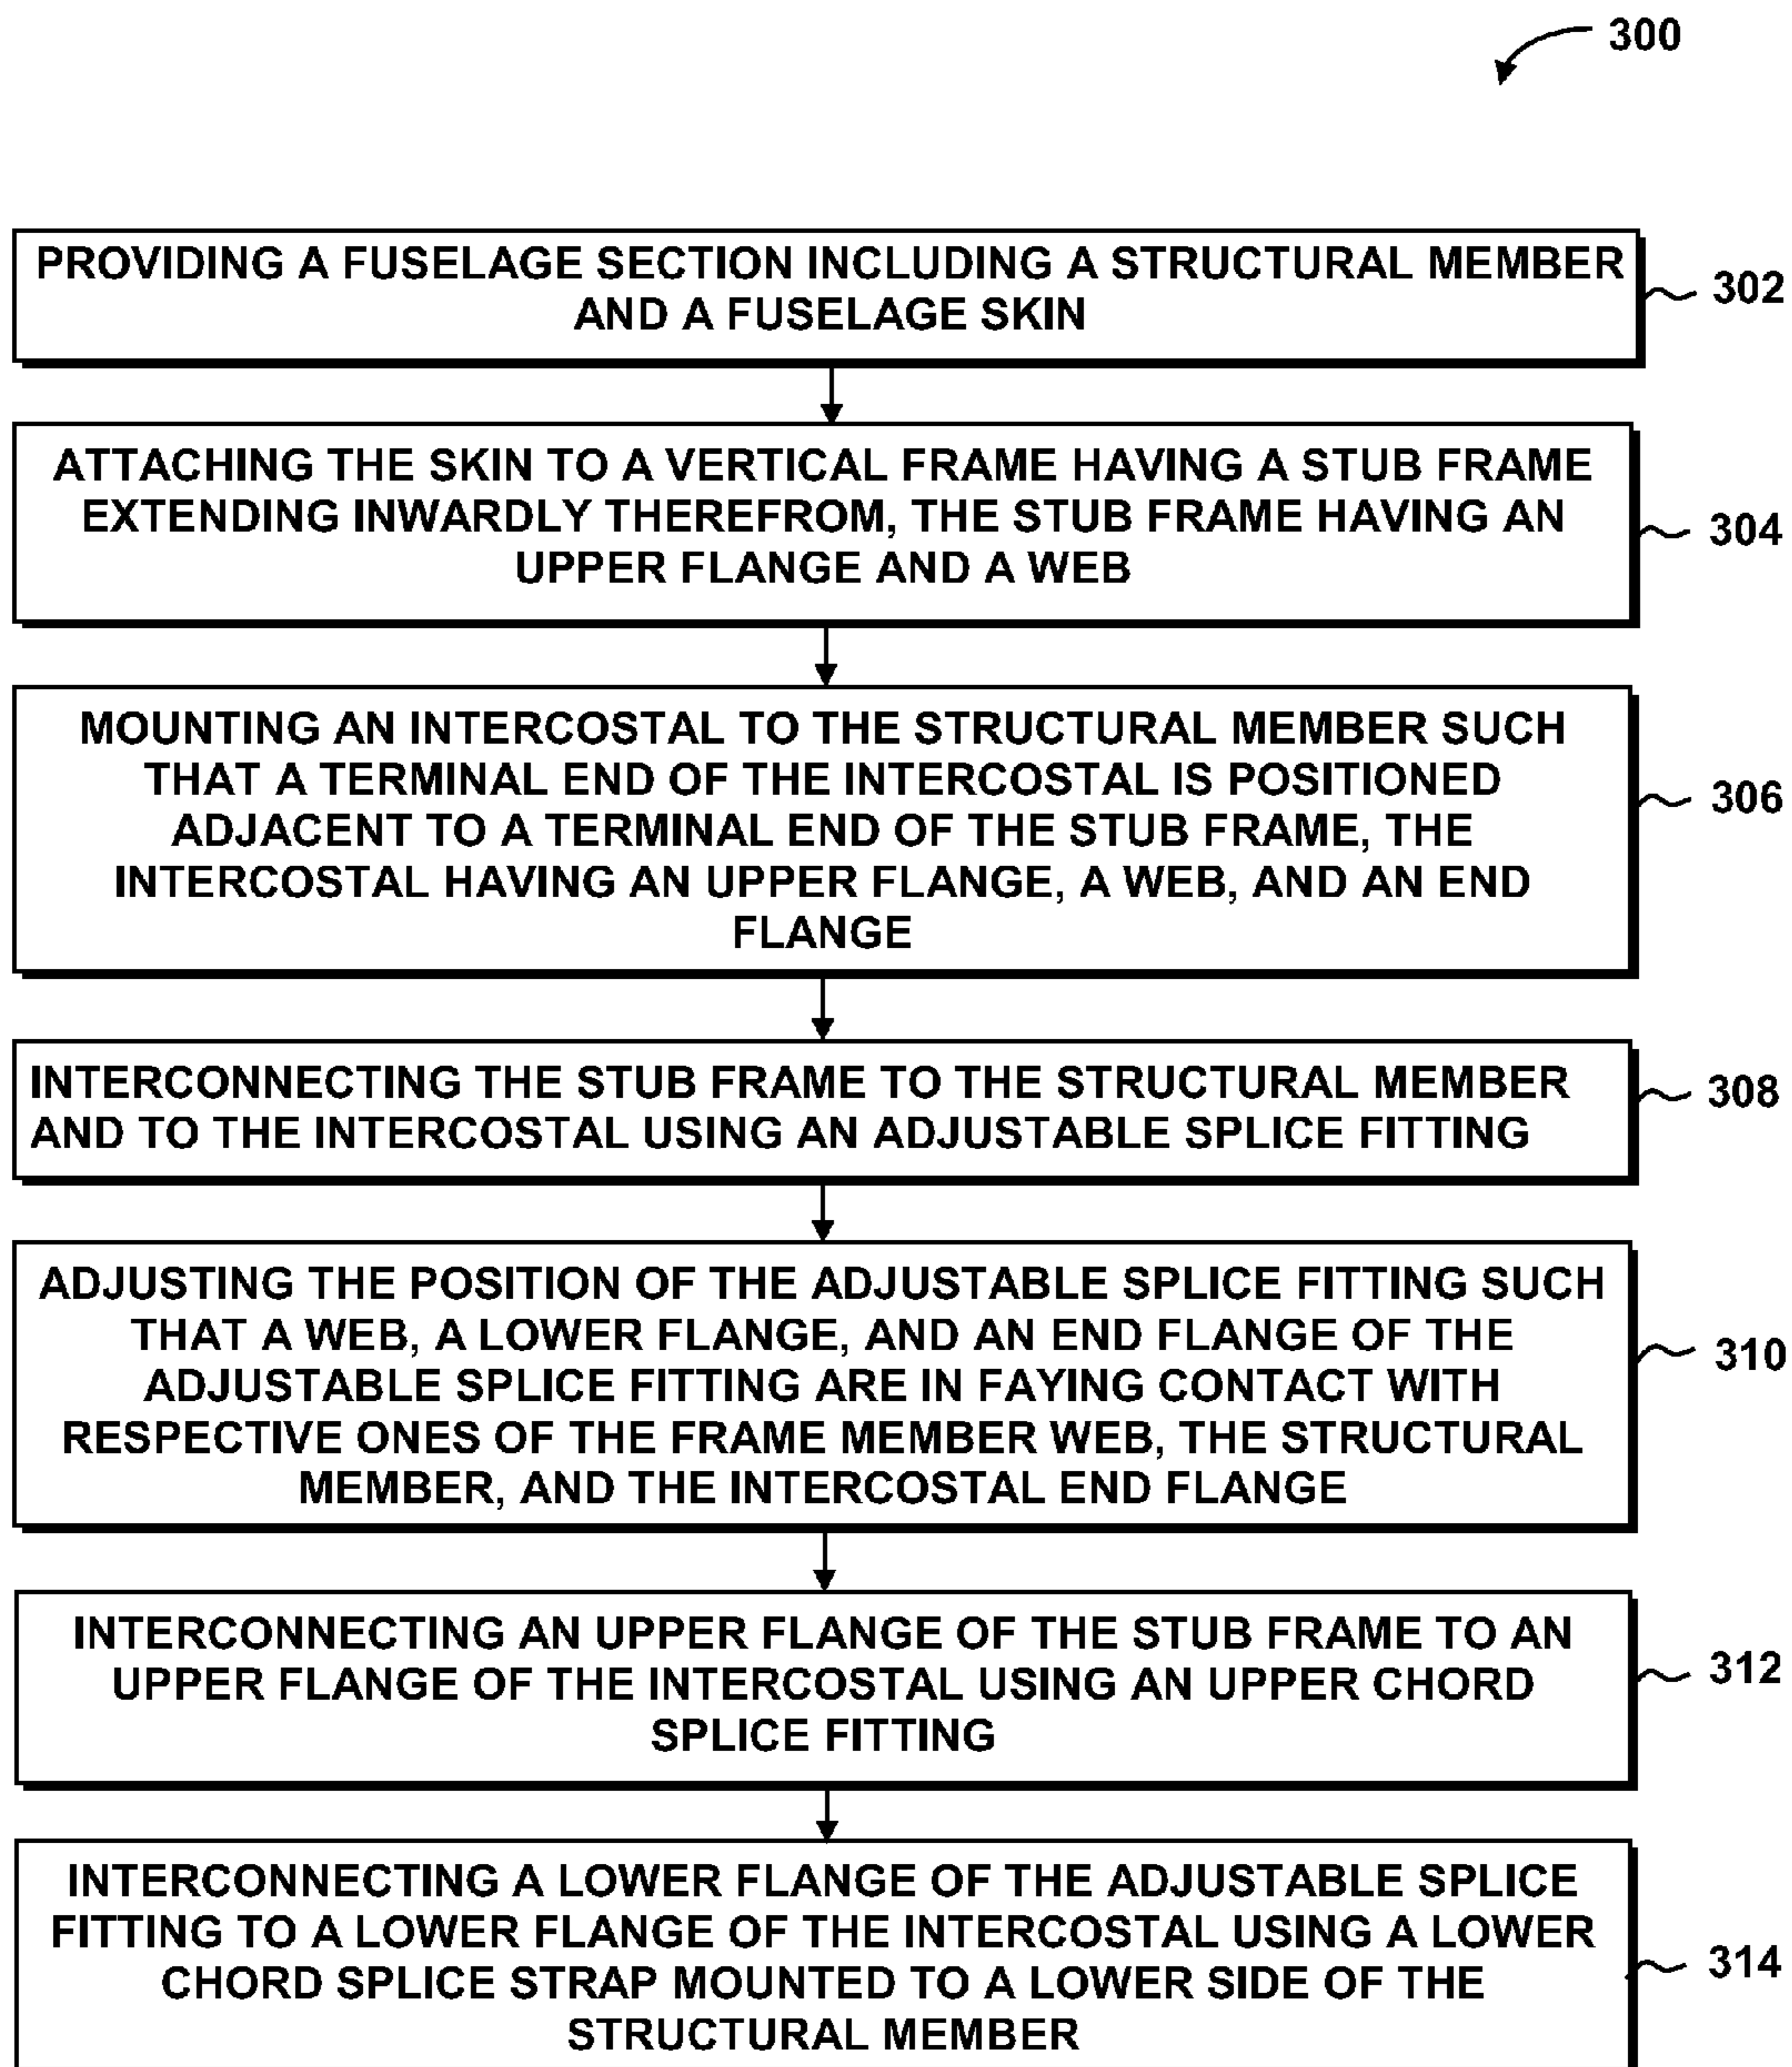 300
PROVIDING A FUSELAGE SECTION INCLUDING A STRUCTURAL MEMBER
AND A FUSELAGE SKIN
302
ATTACHING THE SKIN TO A VERTICAL FRAME HAVING A STUB FRAME
EXTENDING INWARDLY THEREFROM, THE STUB FRAME HAVING AN
UPPER FLANGE AND A WEB
304
MOUNTING AN INTERCOSTAL TO THE STRUCTURAL MEMBER SUCH
THAT A TERMINAL END OF THE INTERCOSTAL IS POSITIONED
ADJACENT TO A TERMINAL END OF THE STUB FRAME, THE
INTERCOSTAL HAVING AN UPPER FLANGE, A WEB, AND AN END
FLANGE
306
INTERCONNECTING THE STUB FRAME TO THE STRUCTURAL MEMBER
AND TO THE INTERCOSTAL USING AN ADJUSTABLE SPLICE FITTING
308
ADJUSTING THE POSITION OF THE ADJUSTABLE SPLICE FITTING SUCH
THAT A WEB, A LOWER FLANGE, AND AN END FLANGE OF THE
ADJUSTABLE SPLICE FITTING ARE IN FAYING CONTACT WITH
RESPECTIVE ONES OF THE FRAME MEMBER WEB, THE STRUCTURAL
MEMBER, AND THE INTERCOSTAL END FLANGE
310
INTERCONNECTING AN UPPER FLANGE OF THE STUB FRAME TO AN
UPPER FLANGE OF THE INTERCOSTAL USING AN UPPER CHORD
SPLICE FITTING
312
INTERCONNECTING A LOWER FLANGE OF THE ADJUSTABLE SPLICE
FITTING TO A LOWER FLANGE OF THE INTERCOSTAL USING A LOWER
CHORD SPLICE STRAP MOUNTED TO A LOWER SIDE OF THE
STRUCTURAL MEMBER
314